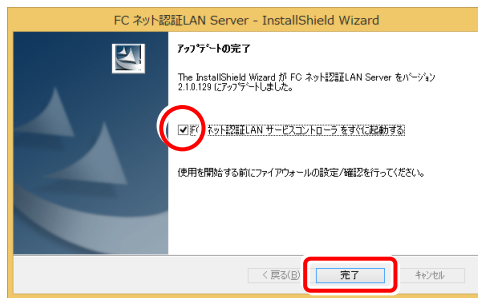 FC ネット認証LAN Server - InstallShield Wizard
アップデートの完了
The InstallShield Wizard が FC ネット認証LAN Server をバージョン
2.1.0.129 にアップデートしました。
FC ネット認証LAN サービスコントローラ をすぐに起動する
使用を開始する前にファイアウォールの設定/確認を行ってください。
< 戻る(B)
完了
キャンセル